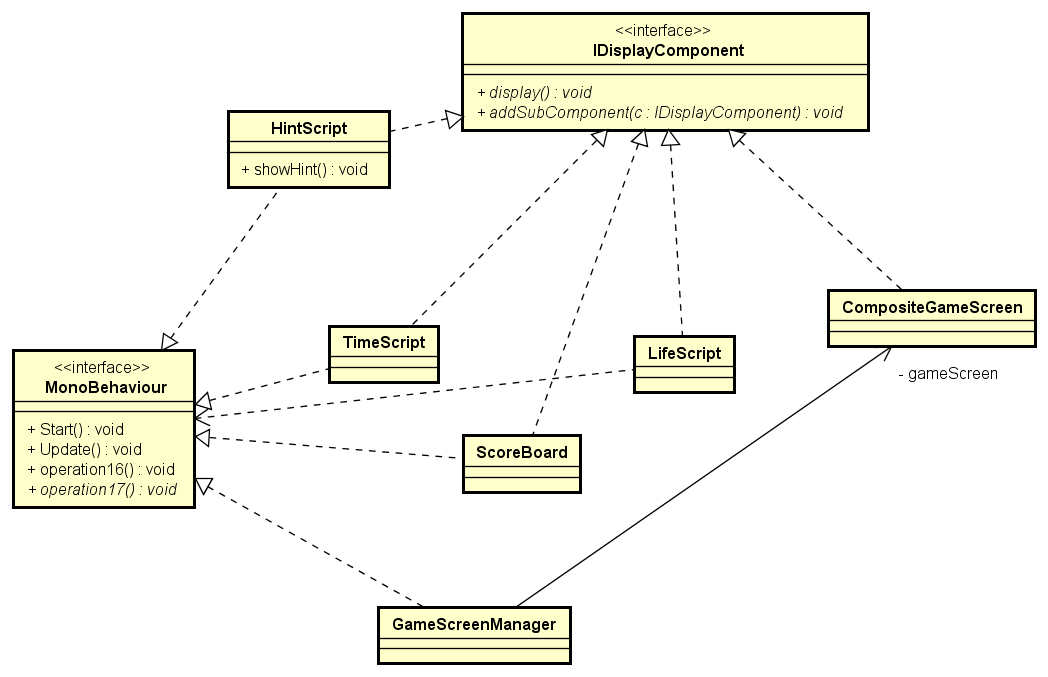 <<interface>>
IDisplayComponent
+ display() : void
+ addSubComponent(c : IDisplayComponent) : void
HintScript
+ showHint() : void
CompositeGameScreen
- gameScreen
TimeScript
LifeScript
<<interface>>
MonoBehaviour
+ Start() : void
+ Update() : void
+ operation16() : void
+ operation17() : void
ScoreBoard
GameScreenManager